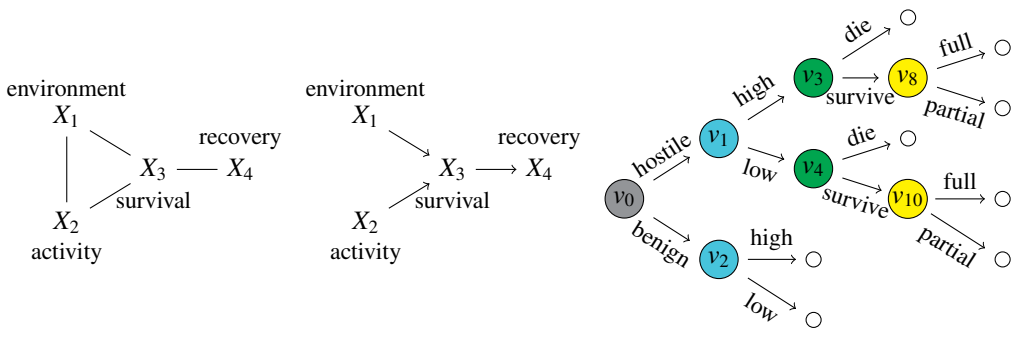 environment
X₁
recovery
X₃
X₄
survival
X₂
activity
environment
X₁
recovery
X₃
X₄
survival
X₂
activity
v₀
hostile
benign
v₁
high
low
v₂
high
low
v₃
die
survive
v₄
die
survive
v₈
full
partial
v₁₀
full
partial